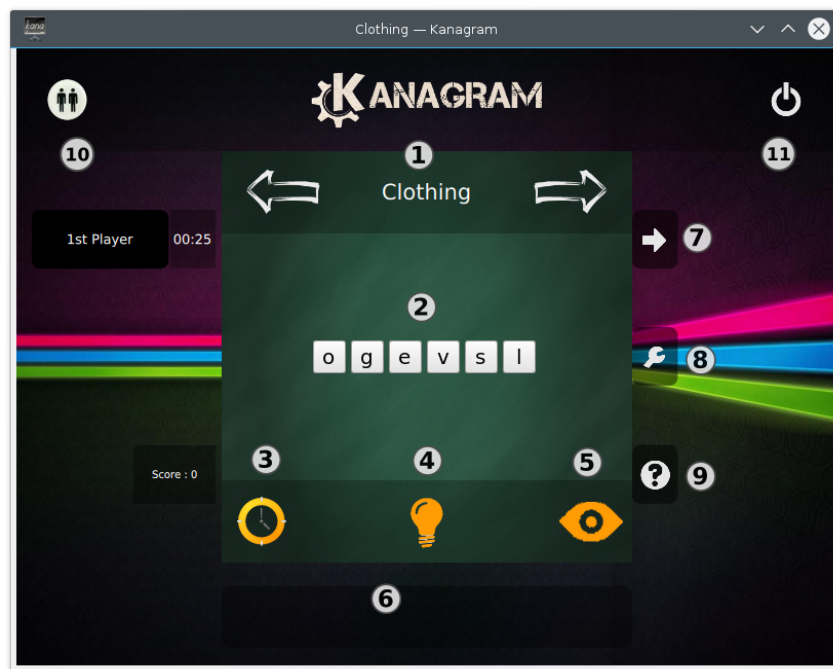 kana
Clothing — Kanagram
KANAGRAM
10
1
11
Clothing
1st Player 00:25
7
2
o g e v s l
8
3
4
5
Score : 0
?
9
6